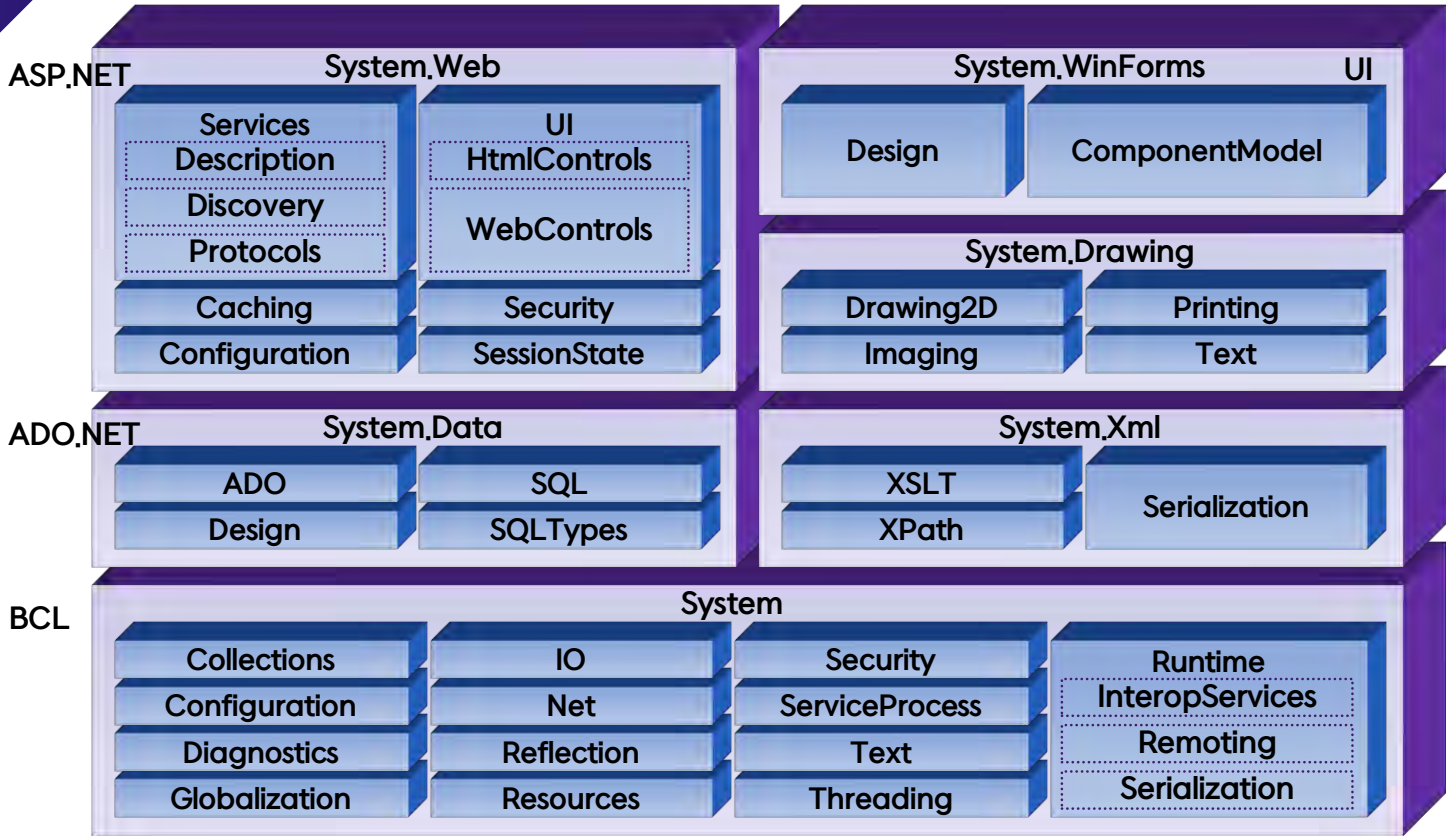 ASP.NET
System.Web
Services
Description
Discovery
Protocols
UI
HtmlControls
WebControls
Caching
Security
Configuration
SessionState
System.WinForms
UI
Design
ComponentModel
System.Drawing
Drawing2D
Printing
Imaging
Text
ADO.NET
System.Data
ADO
SQL
Design
SQLTypes
System.Xml
XSLT
XPath
Serialization
BCL
System
Collections
Configuration
Diagnostics
Globalization
IO
Net
Reflection
Resources
Security
ServiceProcess
Text
Threading
Runtime
InteropServices
Remoting
Serialization